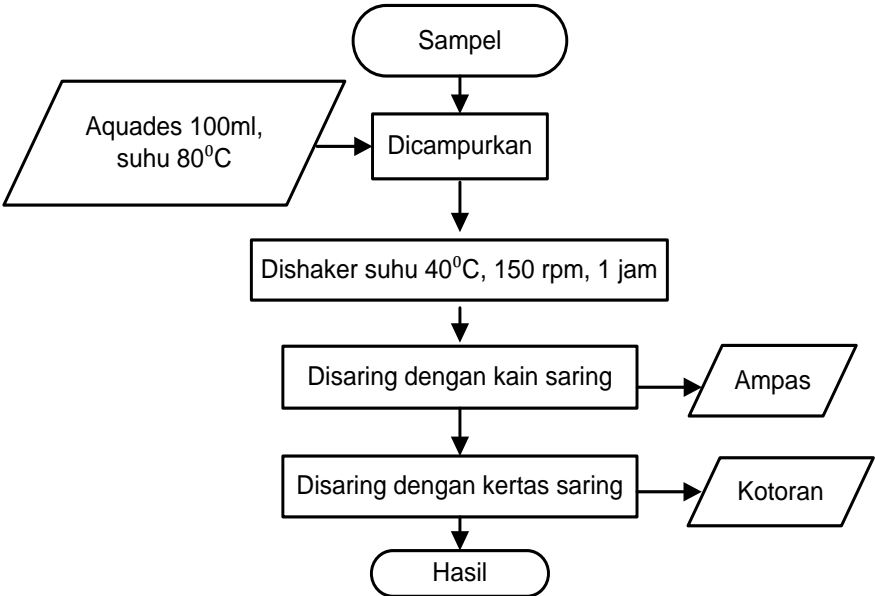 Sampel
Aquades 100ml,
suhu 80⁰C
Dicampurkan
Dishaker suhu 40⁰C, 150 rpm, 1 jam
Disaring dengan kain saring
Ampas
Disaring dengan kertas saring
Kotoran
Hasil